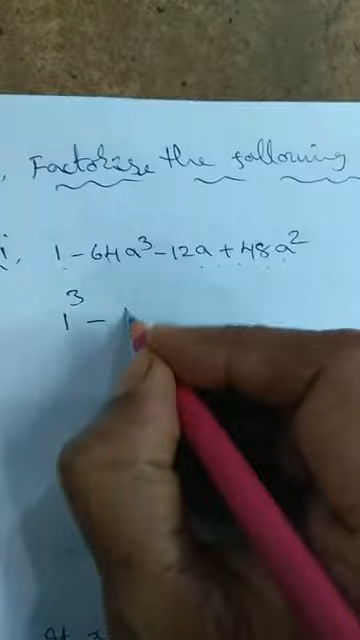 Factorise the following
i, 1 - 64a³ - 12a + 48a²
1³ -